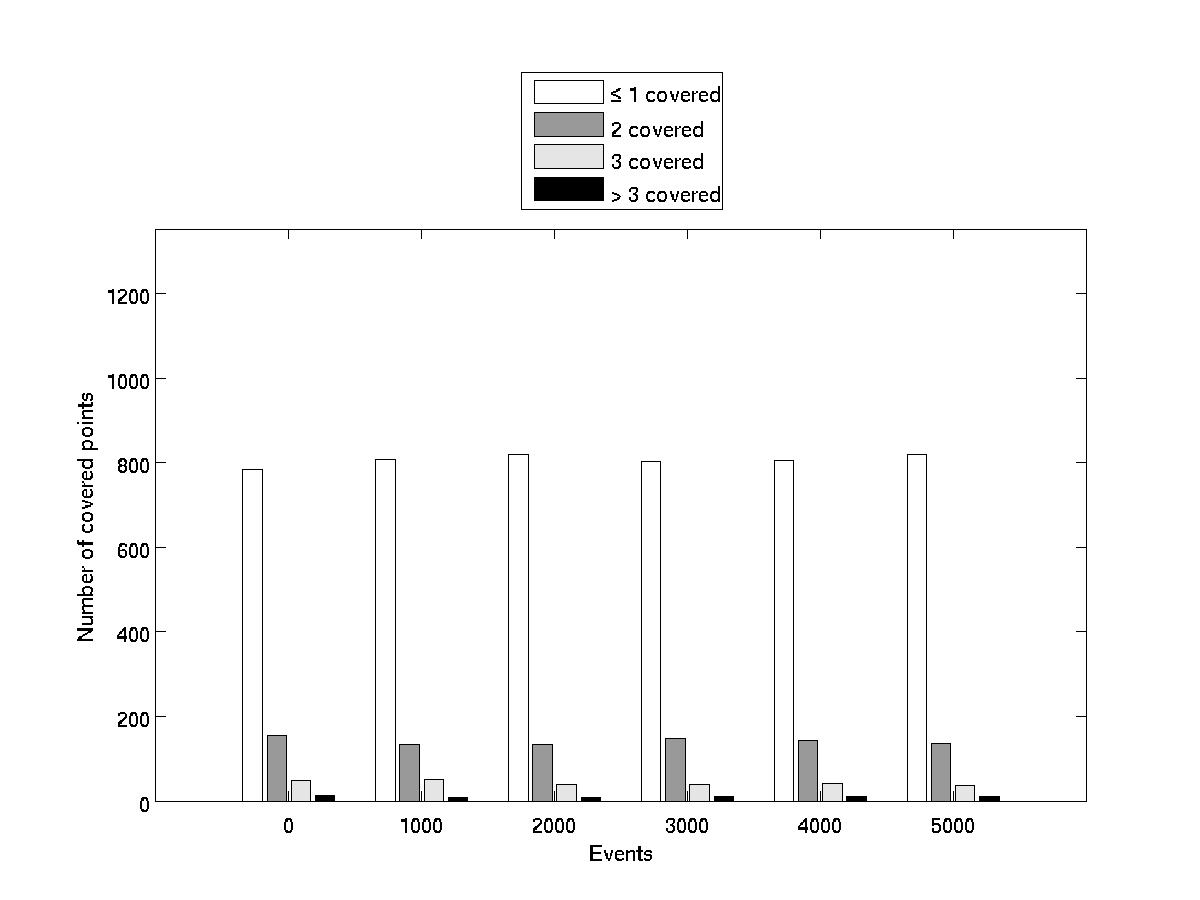 ≤ 1 covered
2 covered
3 covered
> 3 covered
1200
1000
800
600
400
200
0
Number of covered points
0 1000 2000 3000 4000 5000
Events